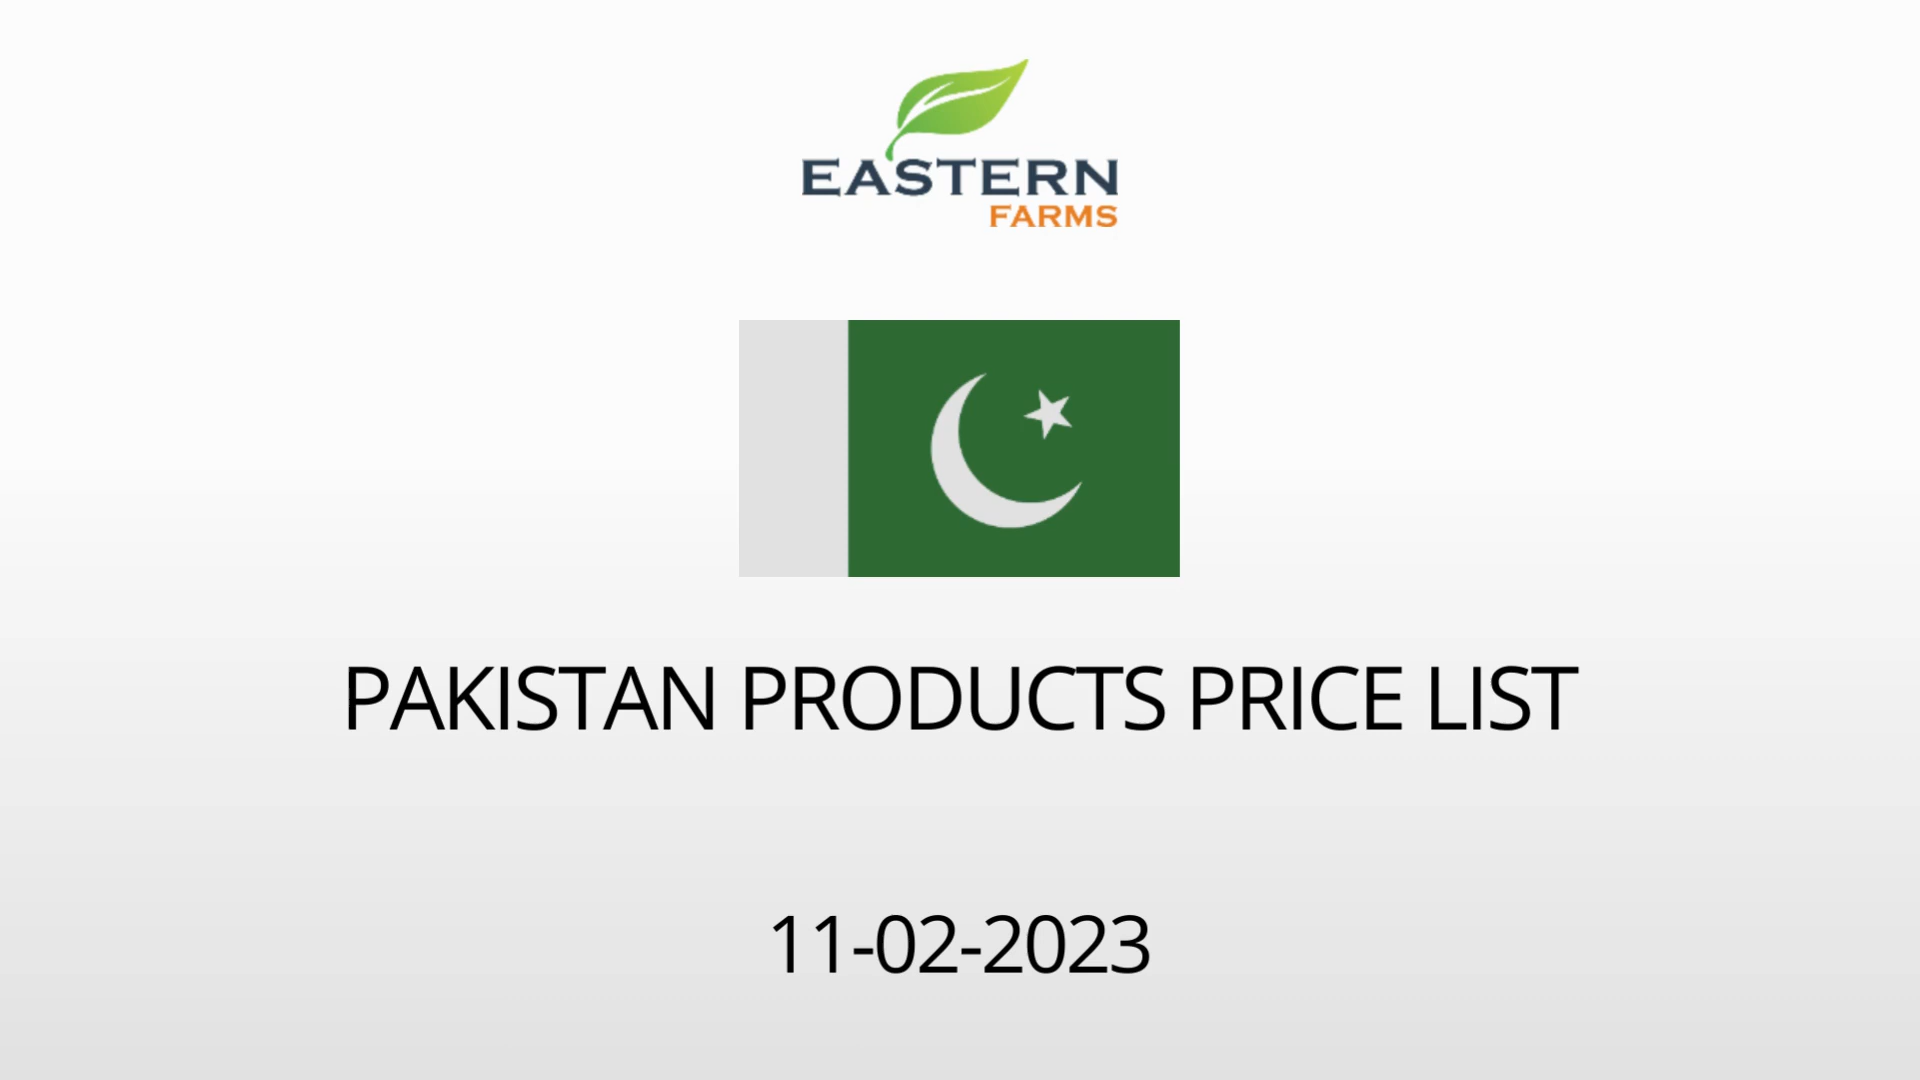 EASTERN
FARMS
PAKISTAN PRODUCTS PRICE LIST
11-02-2023